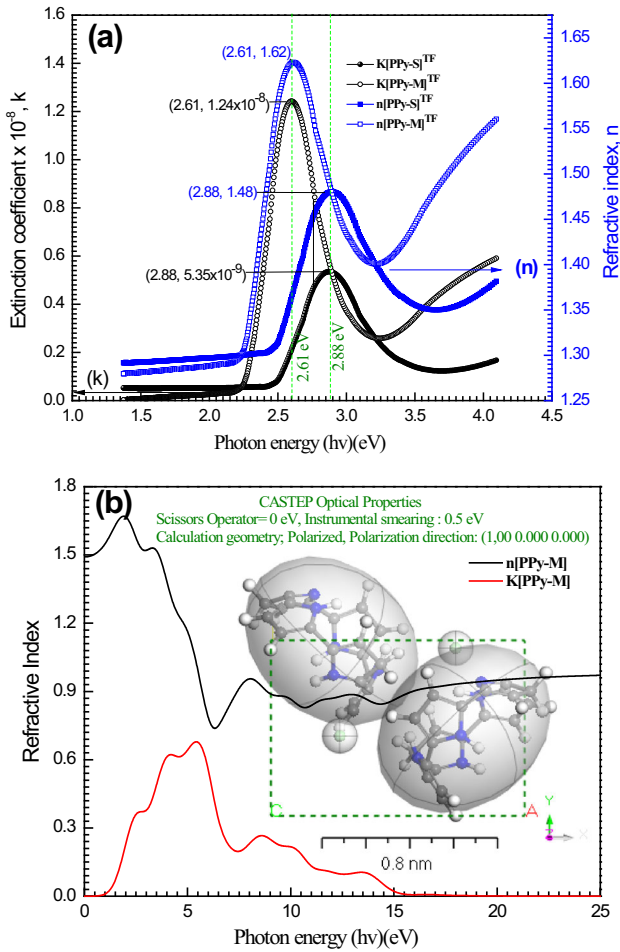 (a)
Extinction coefficient x 10⁻⁸, k
1.6
1.4
1.2
1.0
0.8
0.6
0.4
0.2
0.0
(2.61, 1.62)
(2.61, 1.24x10⁻⁸)
(2.88, 1.48)
(2.88, 5.35x10⁻⁹)
K[PPy-S]ᵀᶠ
K[PPy-M]ᵀᶠ
n[PPy-S]ᵀᶠ
n[PPy-M]ᵀᶠ
(n)
(k)
2.61 eV
2.88 eV
1.65
1.60
1.55
1.50
1.45
1.40
1.35
1.30
1.25
Refractive index, n
1.0 1.5 2.0 2.5 3.0 3.5 4.0 4.5
Photon energy (hν)(eV)
(b)
CASTEP Optical Properties
Scissors Operator= 0 eV, Instrumental smearing : 0.5 eV
Calculation geometry; Polarized, Polarization direction: (1,00 0.000 0.000)
n[PPy-M]
K[PPy-M]
Refractive Index
1.8
1.5
1.2
0.9
0.6
0.3
0.0
C
A
Y
Z
X
0.8 nm
0 5 10 15 20 25
Photon energy (hν)(eV)